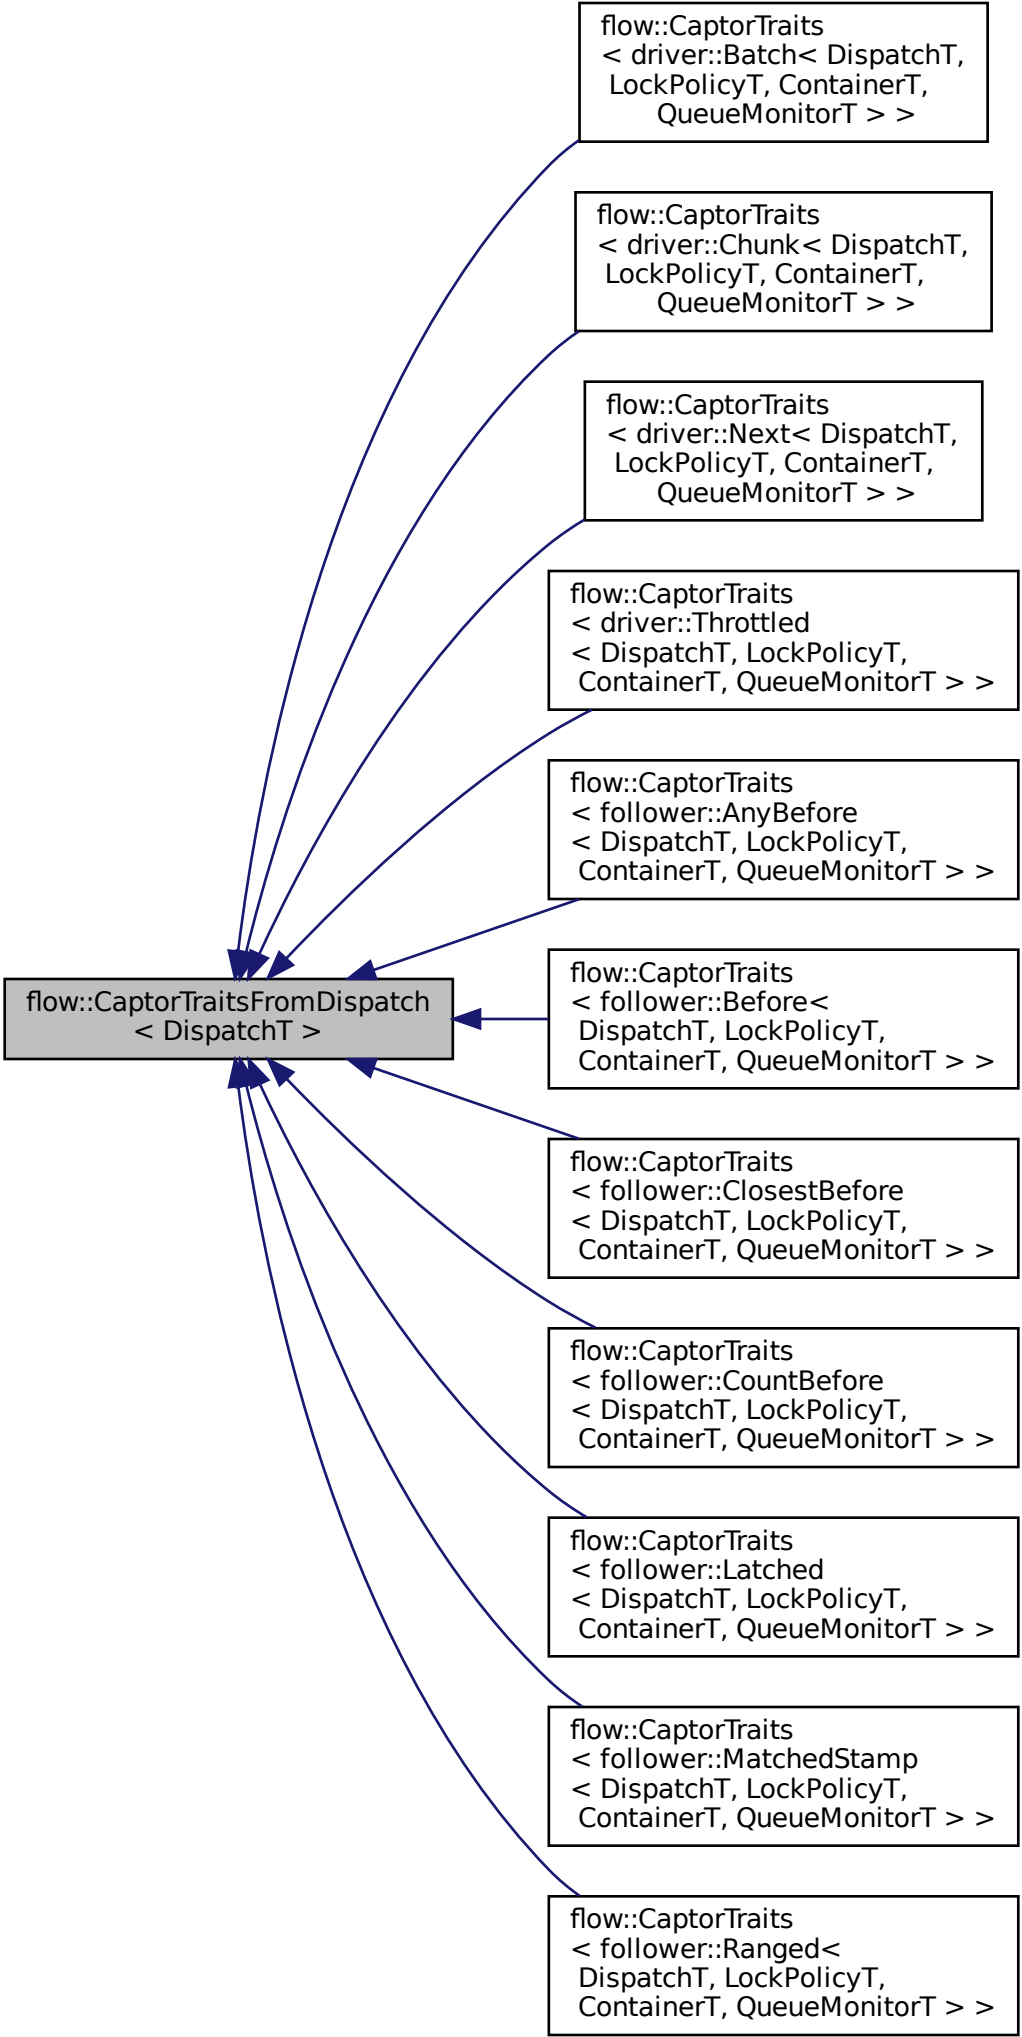 flow::CaptorTraits
< driver::Batch< DispatchT,
LockPolicyT, ContainerT,
QueueMonitorT > >
flow::CaptorTraits
< driver::Chunk< DispatchT,
LockPolicyT, ContainerT,
QueueMonitorT > >
flow::CaptorTraits
< driver::Next< DispatchT,
LockPolicyT, ContainerT,
QueueMonitorT > >
flow::CaptorTraits
< driver::Throttled
< DispatchT, LockPolicyT,
ContainerT, QueueMonitorT > >
flow::CaptorTraits
< follower::AnyBefore
< DispatchT, LockPolicyT,
ContainerT, QueueMonitorT > >
flow::CaptorTraitsFromDispatch
< DispatchT >
flow::CaptorTraits
< follower::Before<
DispatchT, LockPolicyT,
ContainerT, QueueMonitorT > >
flow::CaptorTraits
< follower::ClosestBefore
< DispatchT, LockPolicyT,
ContainerT, QueueMonitorT > >
flow::CaptorTraits
< follower::CountBefore
< DispatchT, LockPolicyT,
ContainerT, QueueMonitorT > >
flow::CaptorTraits
< follower::Latched
< DispatchT, LockPolicyT,
ContainerT, QueueMonitorT > >
flow::CaptorTraits
< follower::MatchedStamp
< DispatchT, LockPolicyT,
ContainerT, QueueMonitorT > >
flow::CaptorTraits
< follower::Ranged<
DispatchT, LockPolicyT,
ContainerT, QueueMonitorT > >